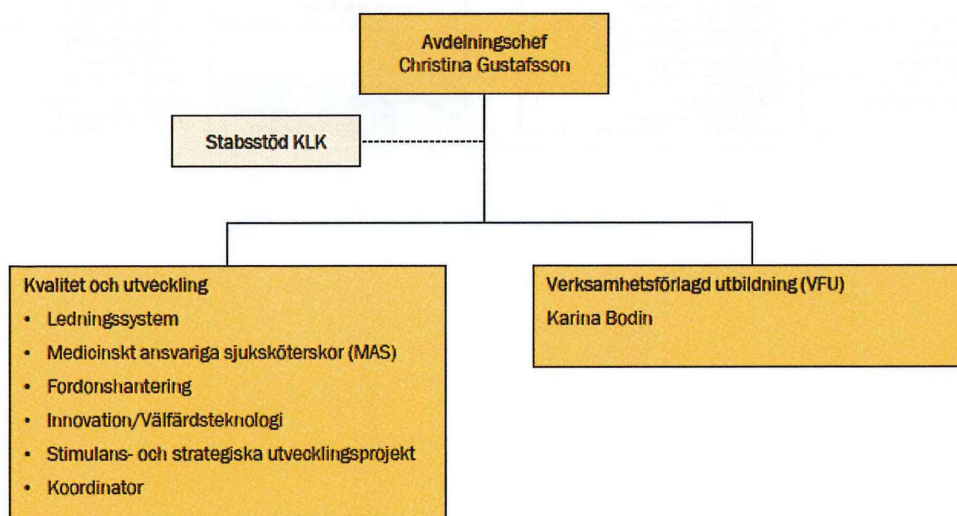 Avdelningschef
Christina Gustafsson
Stabsstöd KLK
Kvalitet och utveckling
• Ledningssystem
• Medicinskt ansvariga sjuksköterskor (MAS)
• Fordonshantering
• Innovation/Välfärdsteknologi
• Stimulans- och strategiska utvecklingsprojekt
• Koordinator
Verksamhetsförlagd utbildning (VFU)
Karina Bodin